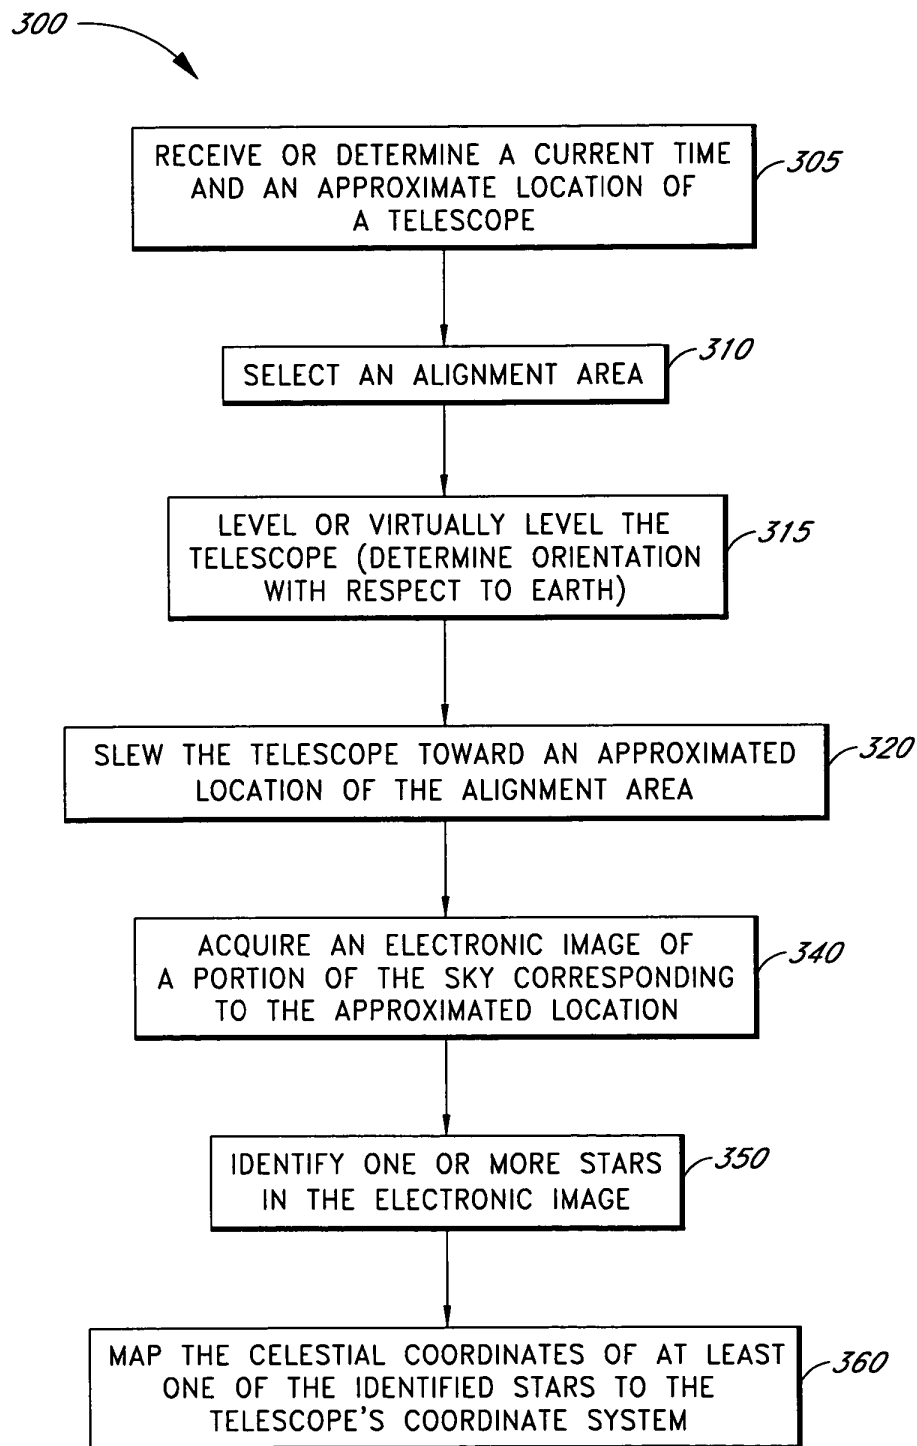 300
RECEIVE OR DETERMINE A CURRENT TIME
AND AN APPROXIMATE LOCATION OF
A TELESCOPE
305
SELECT AN ALIGNMENT AREA
310
LEVEL OR VIRTUALLY LEVEL THE
TELESCOPE (DETERMINE ORIENTATION
WITH RESPECT TO EARTH)
315
SLEW THE TELESCOPE TOWARD AN APPROXIMATED
LOCATION OF THE ALIGNMENT AREA
320
ACQUIRE AN ELECTRONIC IMAGE OF
A PORTION OF THE SKY CORRESPONDING
TO THE APPROXIMATED LOCATION
340
IDENTIFY ONE OR MORE STARS
IN THE ELECTRONIC IMAGE
350
MAP THE CELESTIAL COORDINATES OF AT LEAST
ONE OF THE IDENTIFIED STARS TO THE
TELESCOPE'S COORDINATE SYSTEM
360